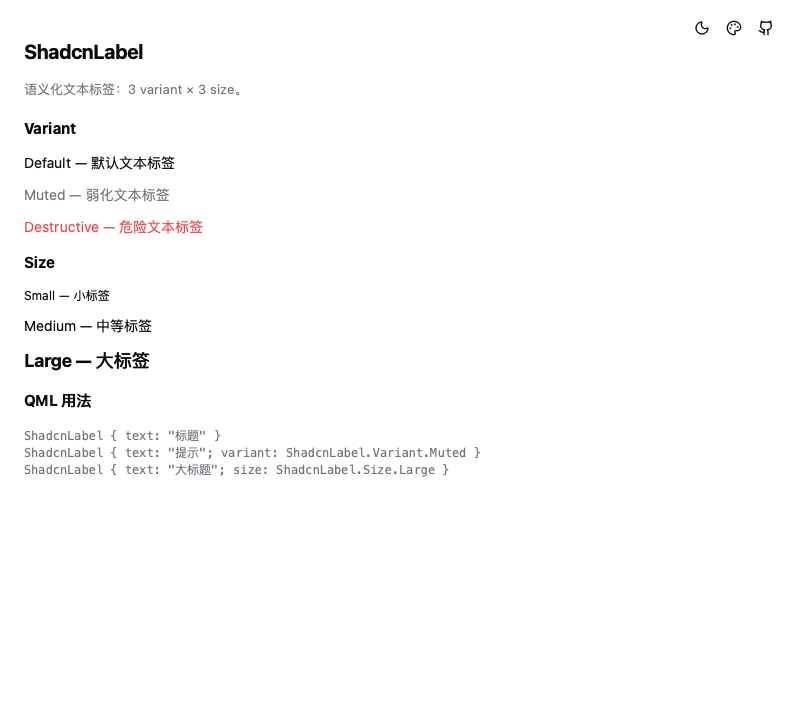 ShadcnLabel
语义化文本标签：3 variant × 3 size。
Variant
Default — 默认文本标签
Muted — 弱化文本标签
Destructive — 危险文本标签
Size
Small — 小标签
Medium — 中等标签
Large — 大标签
QML 用法
ShadcnLabel { text: "标题" }
ShadcnLabel { text: "提示"; variant: ShadcnLabel.Variant.Muted }
ShadcnLabel { text: "大标题"; size: ShadcnLabel.Size.Large }